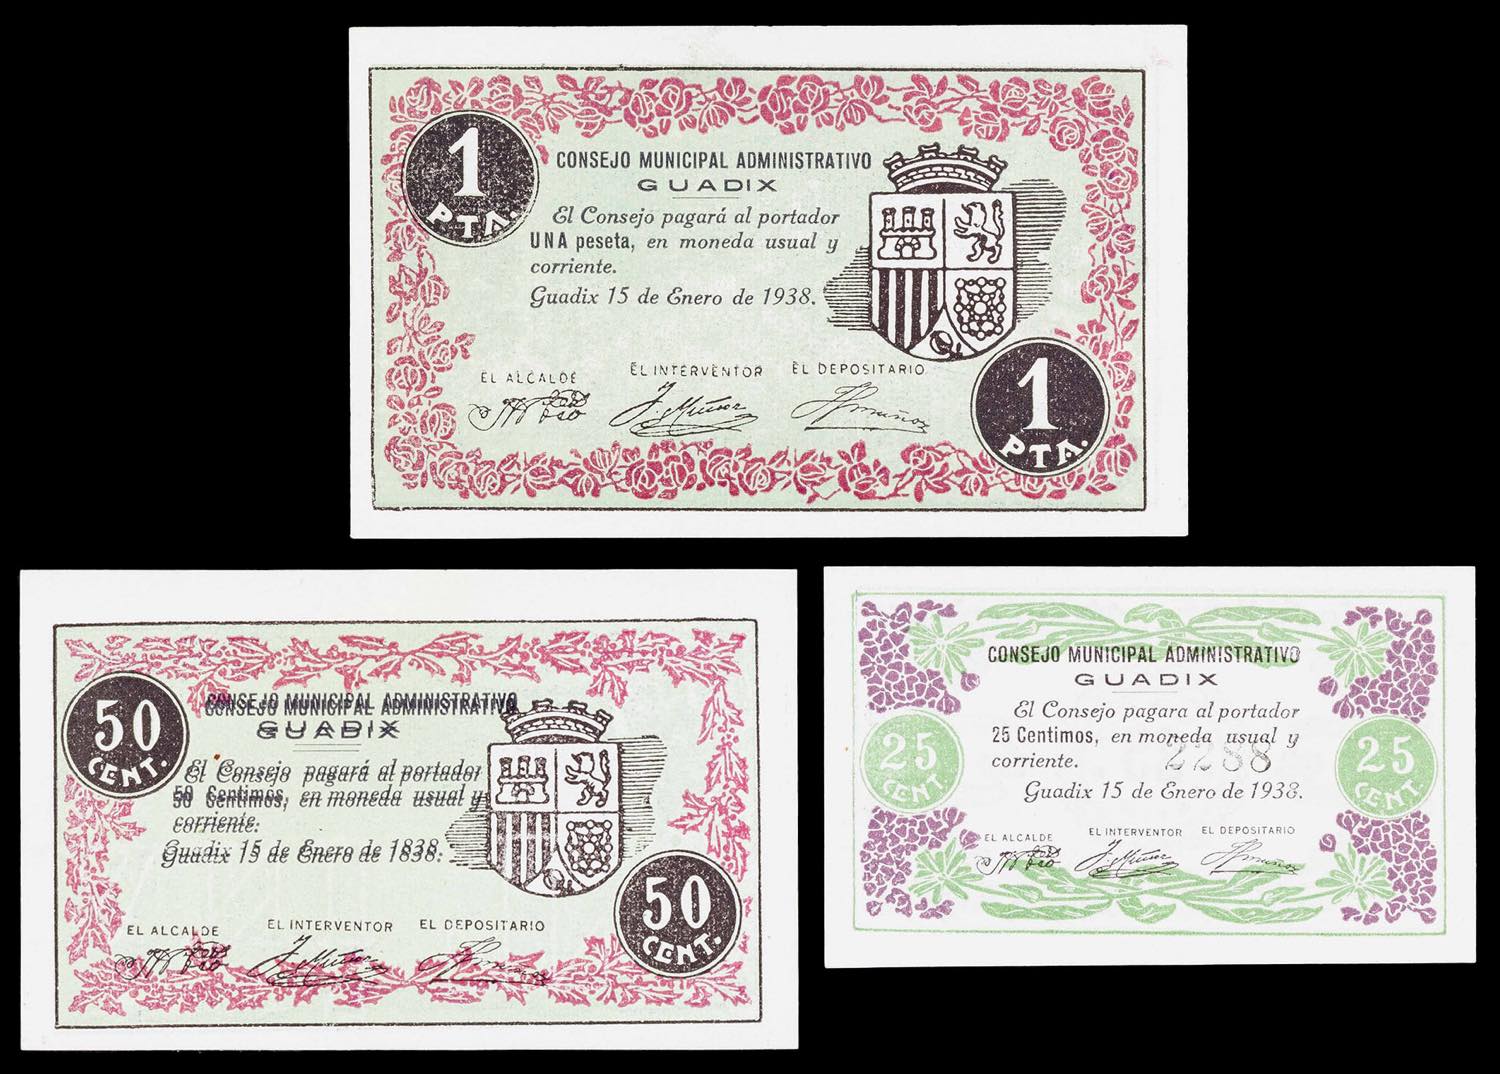 1
PTA.
CONSEJO MUNICIPAL ADMINISTRATIVO
GUADIX
El Consejo pagará al portador
UNA peseta, en moneda usual y
corriente.
Guadix 15 de Enero de 1938.
EL ALCALDE EL INTERVENTOR EL DEPOSITARIO
J. Muñoz
1
PTA.
50
CENT.
CONSEJO MUNICIPAL ADMINISTRATIVO
GUADIX
El Consejo pagará al portador
50 Centimos, en moneda usual y
corriente.
Guadix 15 de Enero de 1838.
EL ALCALDE EL INTERVENTOR EL DEPOSITARIO
J. Muñoz
50
CENT.
CONSEJO MUNICIPAL ADMINISTRATIVO
GUADIX
El Consejo pagara al portador
25 Centimos, en moneda usual y
corriente. 2288
Guadix 15 de Enero de 1938.
25
CENT
25
CENT.
EL ALCALDE EL INTERVENTOR EL DEPOSITARIO
J. Muñoz